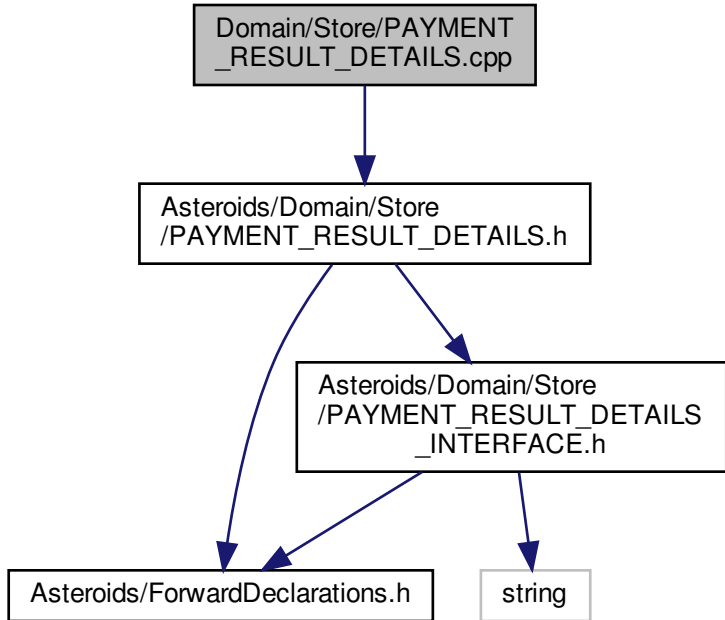 Domain/Store/PAYMENT
_RESULT_DETAILS.cpp
Asteroids/Domain/Store
/PAYMENT_RESULT_DETAILS.h
Asteroids/Domain/Store
/PAYMENT_RESULT_DETAILS
_INTERFACE.h
Asteroids/ForwardDeclarations.h
string